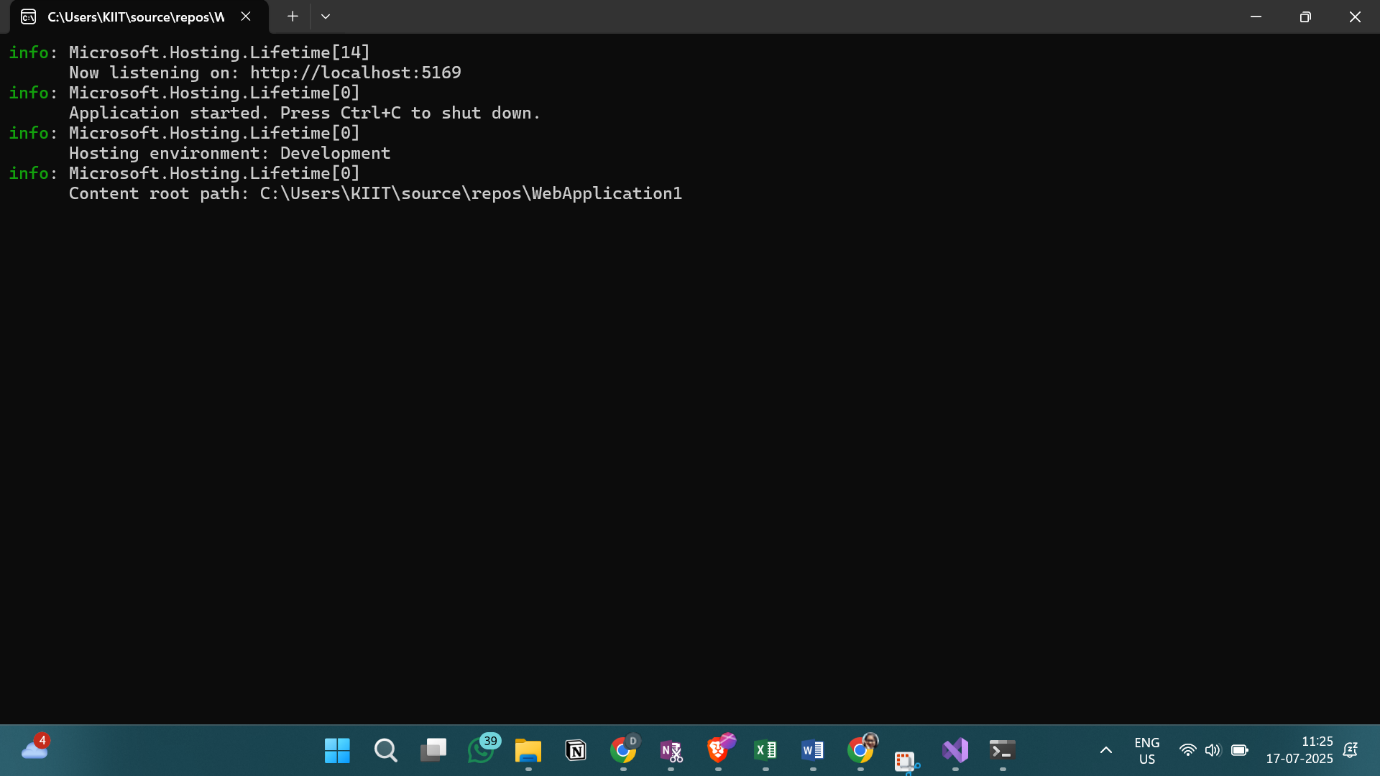 C:\Users\KIIT\source\repos\W
info: Microsoft.Hosting.Lifetime[14]
Now listening on: http://localhost:5169
info: Microsoft.Hosting.Lifetime[0]
Application started. Press Ctrl+C to shut down.
info: Microsoft.Hosting.Lifetime[0]
Hosting environment: Development
info: Microsoft.Hosting.Lifetime[0]
Content root path: C:\Users\KIIT\source\repos\WebApplication1
4
39
D
ENG
US
11:25
17-07-2025